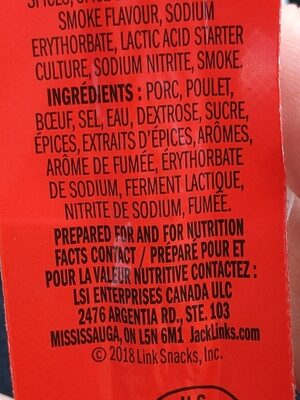 SMOKE FLAVOUR, SODIUM
ERYTHORBATE, LACTIC ACID STARTER
CULTURE, SODIUM NITRITE, SMOKE.
INGRÉDIENTS : PORC, POULET,
BŒUF, SEL, EAU, DEXTROSE, SUCRE,
ÉPICES, EXTRAITS D'ÉPICES, ARÔMES,
ARÔME DE FUMÉE, ÉRYTHORBATE
DE SODIUM, FERMENT LACTIQUE,
NITRITE DE SODIUM, FUMÉE.
PREPARED FOR AND FOR NUTRITION
FACTS CONTACT / PRÉPARÉ POUR ET
POUR LA VALEUR NUTRITIVE CONTACTEZ :
LSI ENTERPRISES CANADA ULC
2476 ARGENTIA RD., STE. 103
MISSISSAUGA, ON L5N 6M1 JackLinks.com
© 2018 Link Snacks, Inc.